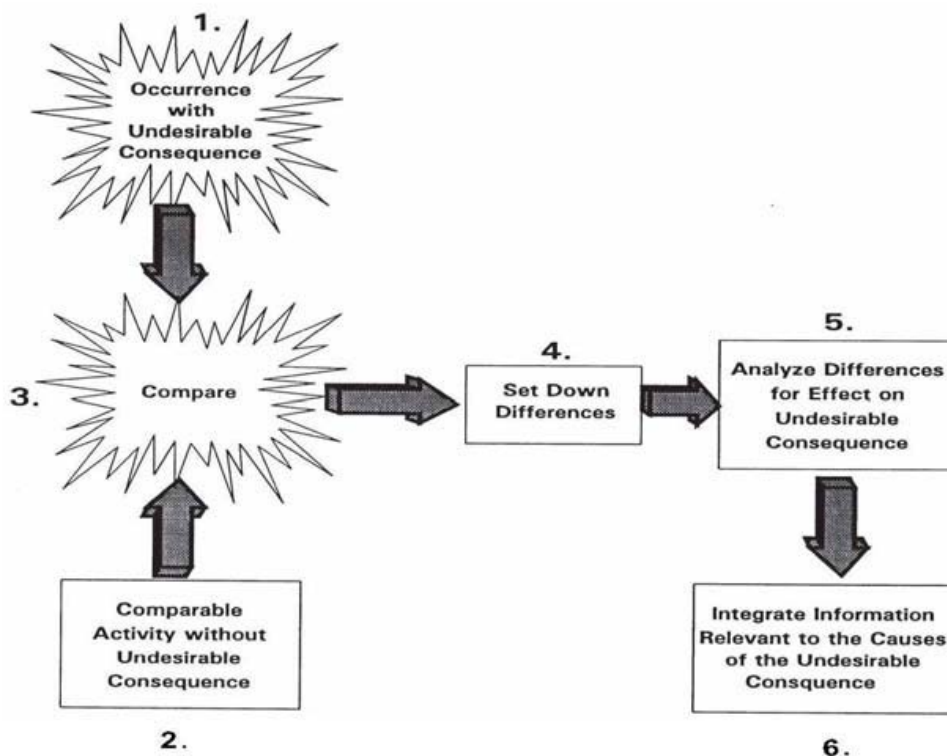 1.
Occurrence
with
Undesirable
Consequence
3.
Compare
4.
Set Down
Differences
5.
Analyze Differences
for Effect on
Undesirable
Consequence
Comparable
Activity without
Undesirable
Consequence
2.
Integrate Information
Relevant to the Causes
of the Undesirable
Consquence
6.